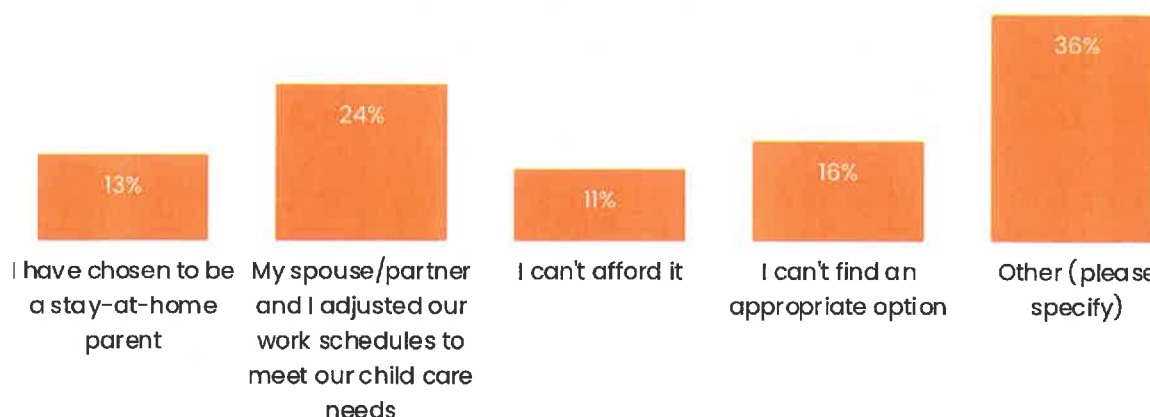 36%
24%
13%
16%
11%
I have chosen to be
a stay-at-home
parent
My spouse/partner
and I adjusted our
work schedules to
meet our child care
needs
I can't afford it
I can't find an
appropriate option
Other (please
specify)